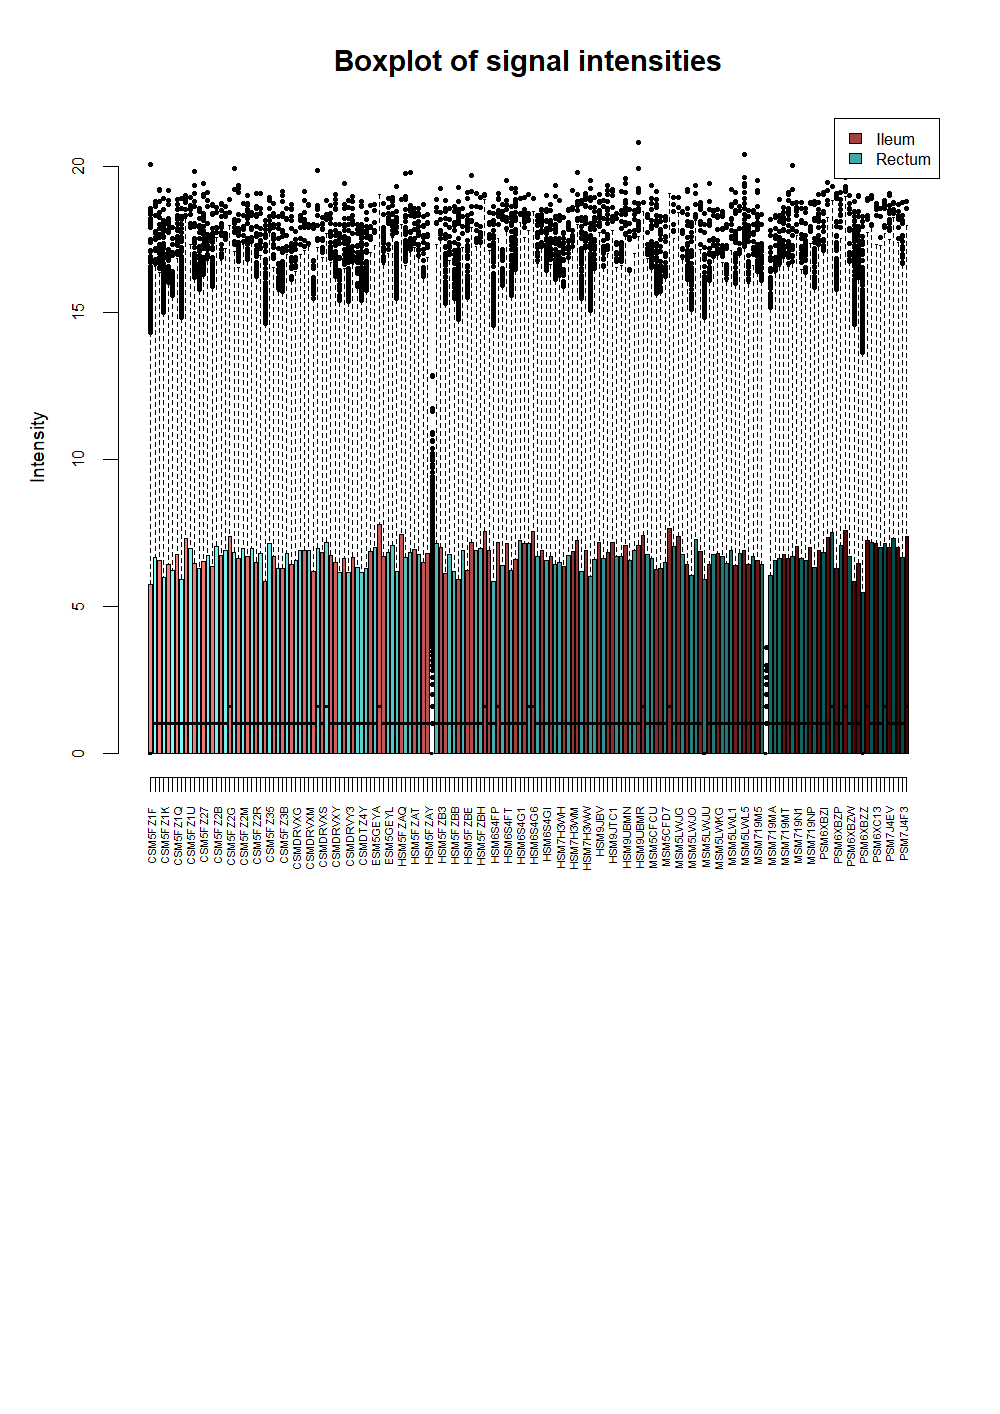 Boxplot of signal intensities
Ileum
Rectum
Intensity
20
15
10
5
0
CSM5FZ1F
CSM5FZ1K
CSM5FZ1Q
CSM5FZ1U
CSM5FZ27
CSM5FZ2B
CSM5FZ2G
CSM5FZ2M
CSM5FZ2R
CSM5FZ35
CSM5FZ3B
CSMDRVXG
CSMDRVXM
CSMDRVXS
CSMDRVXY
CSMDRVY3
CSMDTZ4Y
ESM5GEYA
ESM5GEYL
HSM5FZAQ
HSM5FZAT
HSM5FZAY
HSM5FZB3
HSM5FZBB
HSM5FZBE
HSM5FZBH
HSM6S4FP
HSM6S4FT
HSM6S4G1
HSM6S4G6
HSM6S4GI
HSM7H3WH
HSM7H3WM
HSM7H3WW
HSM9JJBV
HSM9JTC1
HSM9UBMN
HSM9UBMR
MSM5CFCU
MSM5CFD7
MSM5LWJG
MSM5LWJO
MSM5LWJU
MSM5LWKG
MSM5LWL1
MSM5LWL5
MSM719M5
MSM719MA
MSM719MT
MSM719N1
MSM719NP
PSM6XBZI
PSM6XBZP
PSM6XBZW
PSM6XBZZ
PSM6XC13
PSM7J4EV
PSM7J4F3